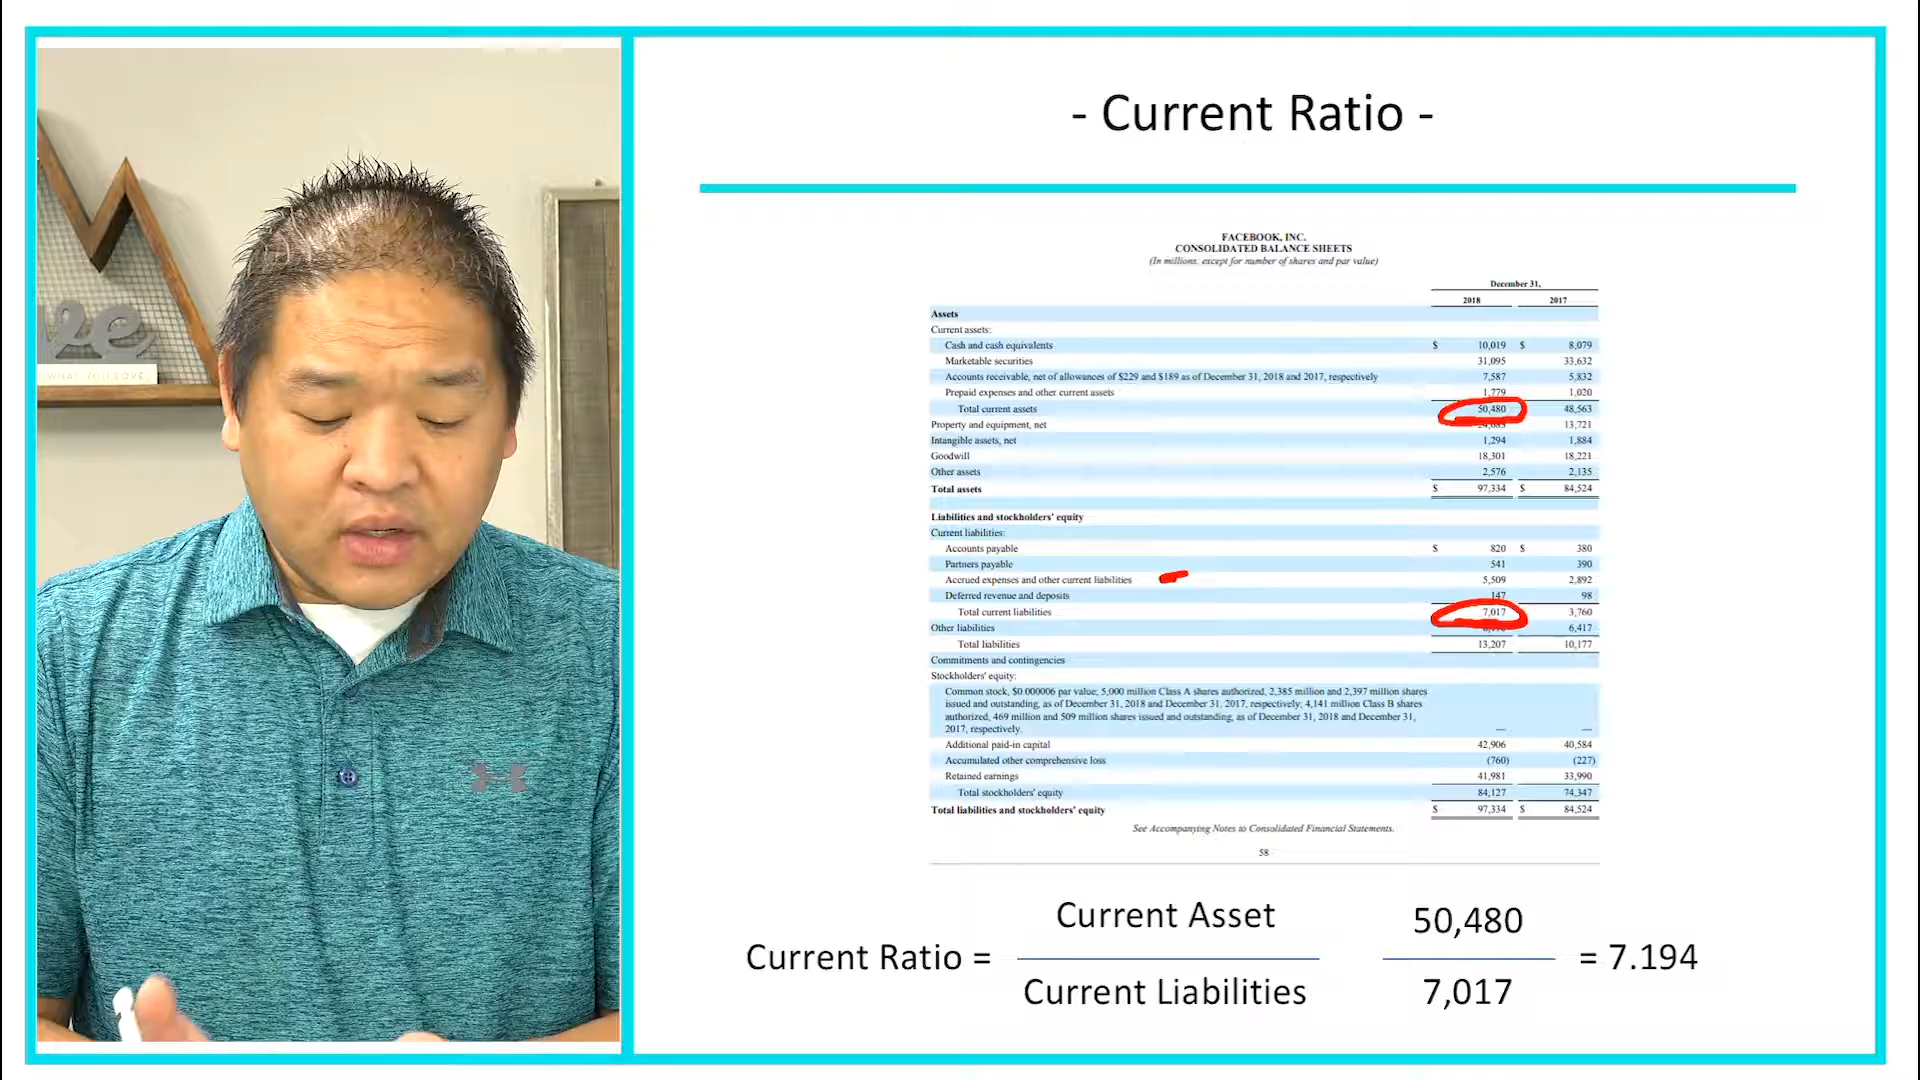 - Current Ratio -
WHAT YOU LOVE
FACEBOOK, INC.
CONSOLIDATED BALANCE SHEETS
(In millions, except for number of shares and par value)
December 31,
2018 2017
Assets
Current assets:
Cash and cash equivalents $ 10,019 $ 8,079
Marketable securities 31,095 33,632
Accounts receivable, net of allowances of $229 and $189 as of December 31, 2018 and 2017, respectively 7,587 5,832
Prepaid expenses and other current assets 1,779 1,020
Total current assets 50,480 48,563
Property and equipment, net 13,721
Intangible assets, net 1,294 1,884
Goodwill 18,301 18,221
Other assets 2,576 2,135
Total assets $ 97,334 $ 84,524
Liabilities and stockholders' equity
Current liabilities:
Accounts payable $ 820 $ 380
Partners payable 541 390
Accrued expenses and other current liabilities 5,509 2,892
Deferred revenue and deposits 147 98
Total current liabilities 7,017 3,760
Other liabilities 6,417
Total liabilities 13,207 10,177
Commitments and contingencies
Stockholders' equity:
Common stock, $0.000006 par value; 5,000 million Class A shares authorized, 2,385 million and 2,397 million shares
issued and outstanding, as of December 31, 2018 and December 31, 2017, respectively; 4,141 million Class B shares
authorized, 469 million and 509 million shares issued and outstanding, as of December 31, 2018 and December 31,
2017, respectively. — —
Additional paid-in capital 42,906 40,584
Accumulated other comprehensive loss (760) (227)
Retained earnings 41,981 33,990
Total stockholders' equity 84,127 74,347
Total liabilities and stockholders' equity $ 97,334 $ 84,524
See Accompanying Notes to Consolidated Financial Statements.
58
Current Asset 50,480
Current Ratio = = 7.194
Current Liabilities 7,017